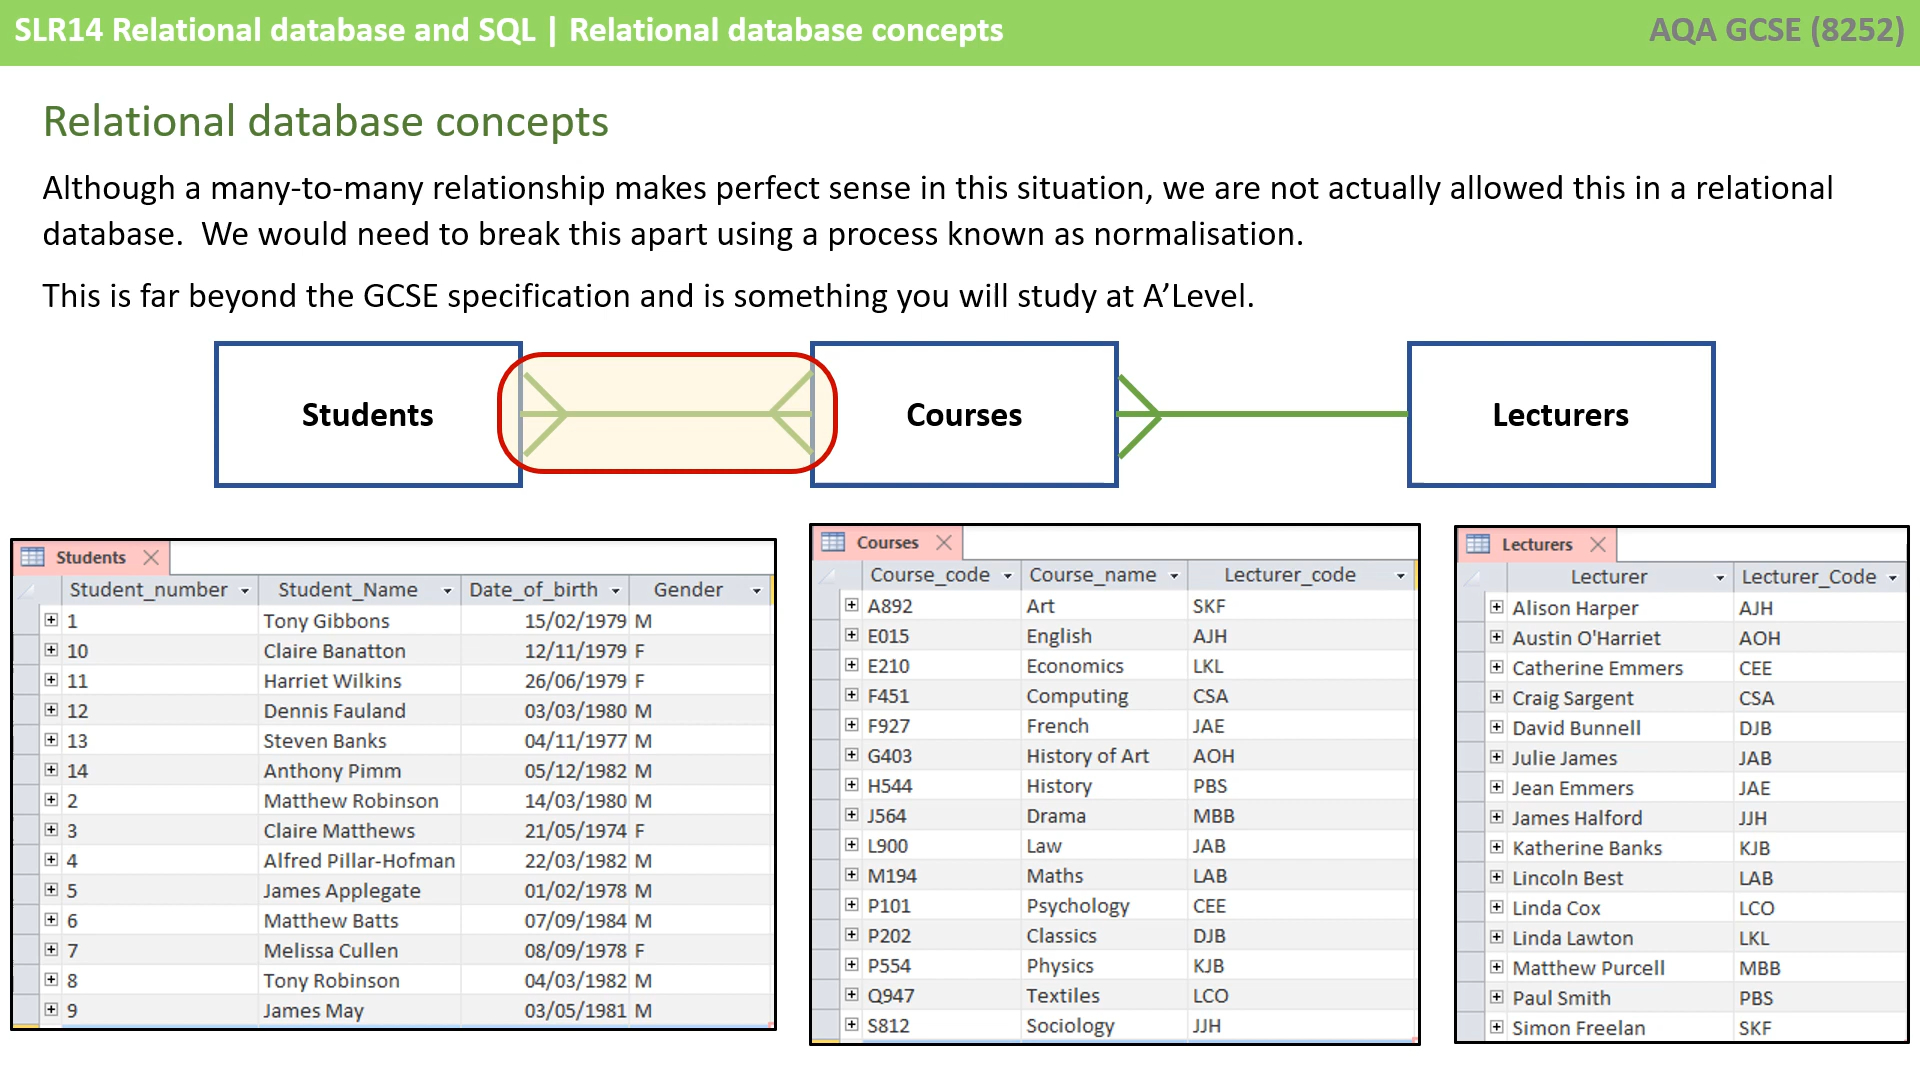 SLR14 Relational database and SQL | Relational database concepts
AQA GCSE (8252)
Relational database concepts
Although a many-to-many relationship makes perfect sense in this situation, we are not actually allowed this in a relational
database.  We would need to break this apart using a process known as normalisation.
This is far beyond the GCSE specification and is something you will study at A’Level.
Students
Courses
Lecturers
Students
Student_number Student_Name Date_of_birth Gender
1 Tony Gibbons 15/02/1979 M
10 Claire Banatton 12/11/1979 F
11 Harriet Wilkins 26/06/1979 F
12 Dennis Fauland 03/03/1980 M
13 Steven Banks 04/11/1977 M
14 Anthony Pimm 05/12/1982 M
2 Matthew Robinson 14/03/1980 M
3 Claire Matthews 21/05/1974 F
4 Alfred Pillar-Hofman 22/03/1982 M
5 James Applegate 01/02/1978 M
6 Matthew Batts 07/09/1984 M
7 Melissa Cullen 08/09/1978 F
8 Tony Robinson 04/03/1982 M
9 James May 03/05/1981 M
Courses
Course_code Course_name Lecturer_code
A892 Art SKF
E015 English AJH
E210 Economics LKL
F451 Computing CSA
F927 French JAE
G403 History of Art AOH
H544 History PBS
J564 Drama MBB
L900 Law JAB
M194 Maths LAB
P101 Psychology CEE
P202 Classics DJB
P554 Physics KJB
Q947 Textiles LCO
S812 Sociology JJH
Lecturers
Lecturer Lecturer_Code
Alison Harper AJH
Austin O'Harriet AOH
Catherine Emmers CEE
Craig Sargent CSA
David Bunnell DJB
Julie James JAB
Jean Emmers JAE
James Halford JJH
Katherine Banks KJB
Lincoln Best LAB
Linda Cox LCO
Linda Lawton LKL
Matthew Purcell MBB
Paul Smith PBS
Simon Freelan SKF